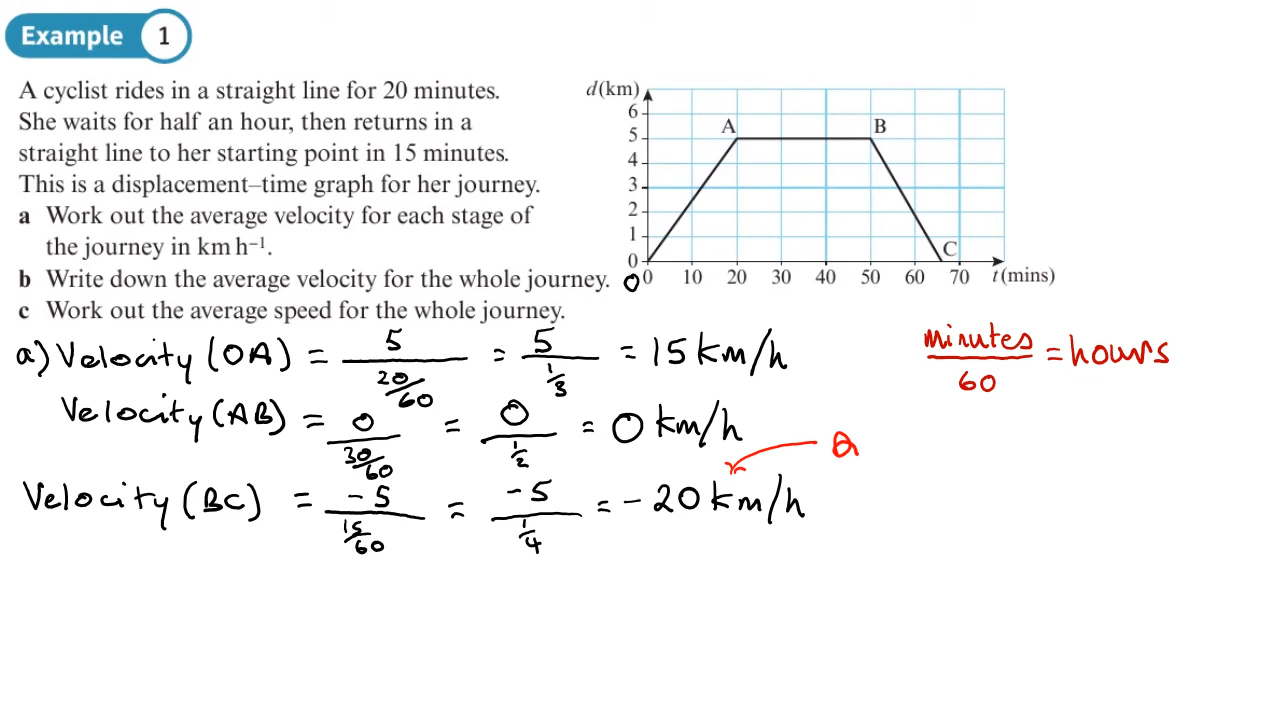 Example 1
A cyclist rides in a straight line for 20 minutes.
She waits for half an hour, then returns in a
straight line to her starting point in 15 minutes.
This is a displacement–time graph for her journey.
a Work out the average velocity for each stage of
the journey in km h⁻¹.
b Write down the average velocity for the whole journey.
c Work out the average speed for the whole journey.
d (km)
6
5
4
3
2
1
0
A
B
C
0 0 10 20 30 40 50 60 70 t (mins)
a) Velocity (OA) = 5/(20/60) = 5/(1/3) = 15 km/h
minutes/60 = hours
Velocity (AB) = 0/(30/60) = 0/(1/2) = 0 km/h
Velocity (BC) = -5/(15/60) = -5/(1/4) = -20 km/h